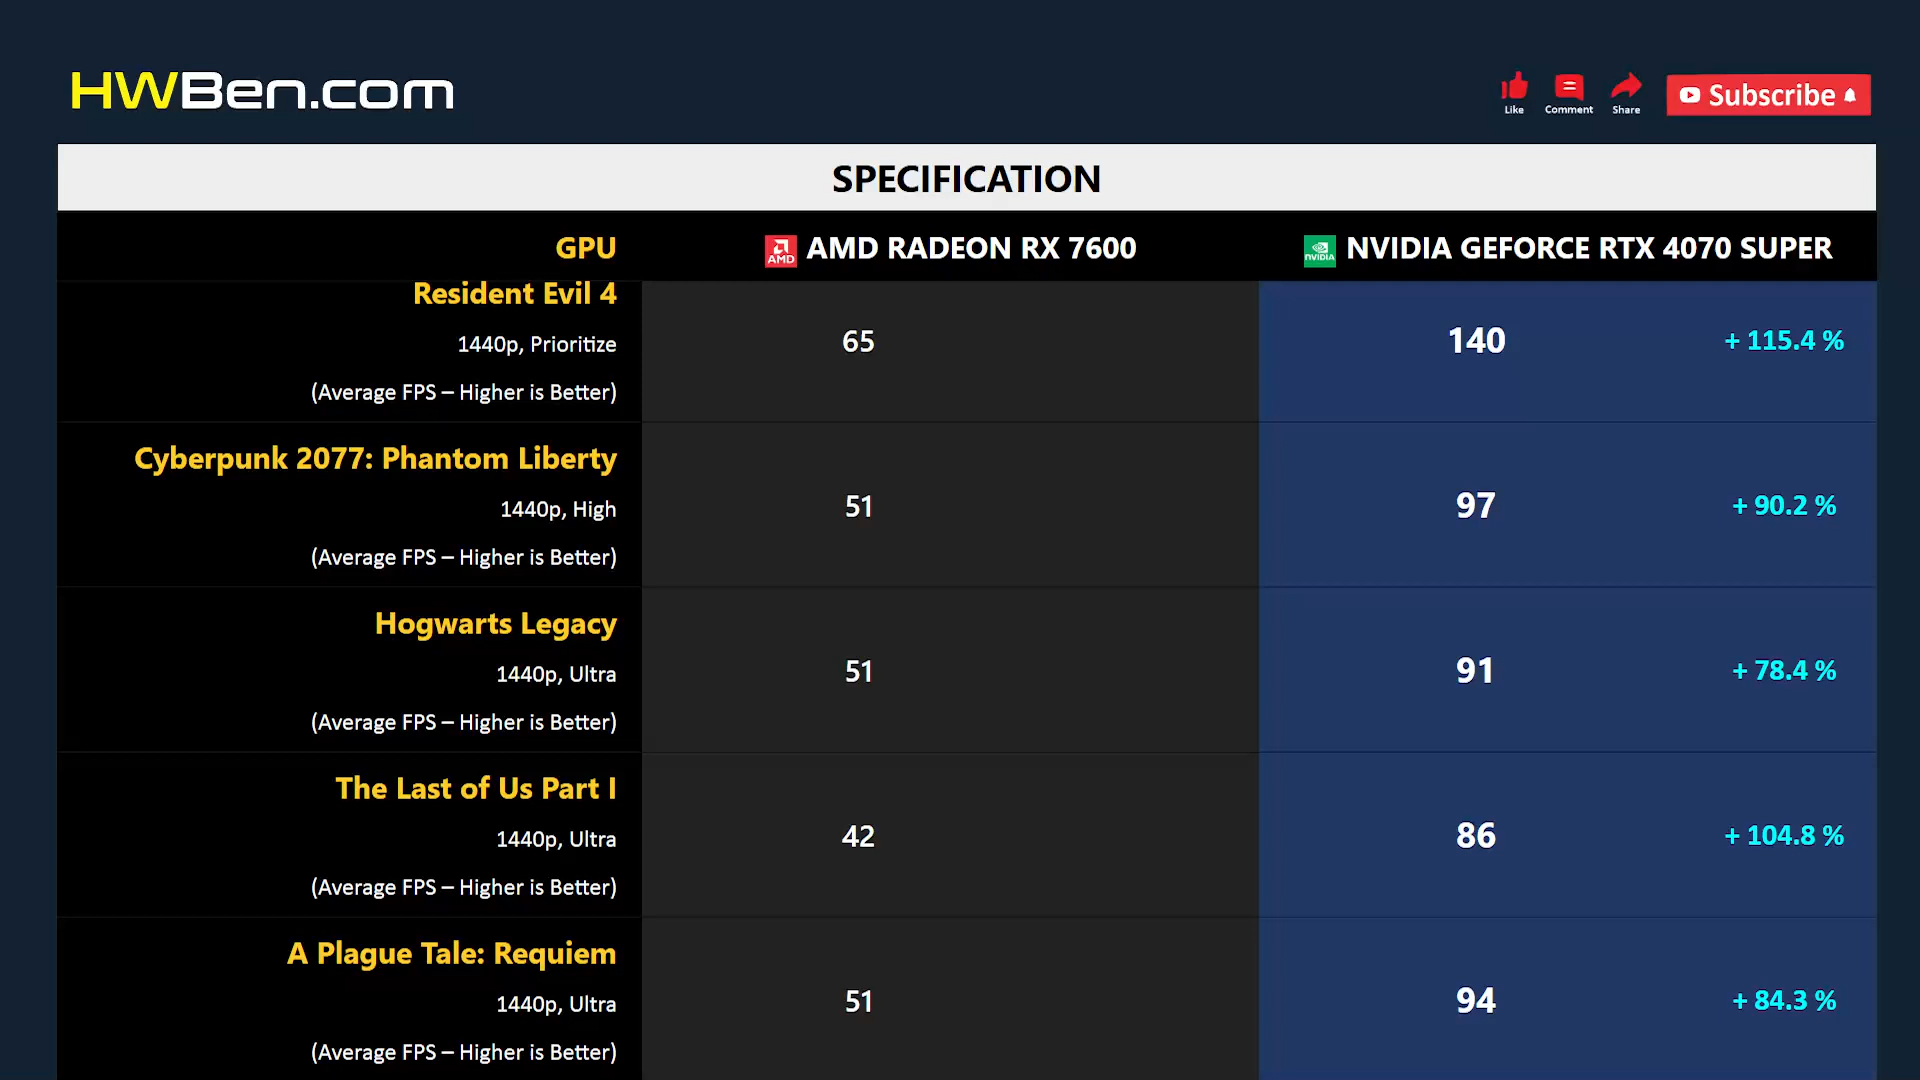 HWBen.com
Like
Comment
Share
Subscribe
SPECIFICATION
GPU
AMD
AMD RADEON RX 7600
NVIDIA
NVIDIA GEFORCE RTX 4070 SUPER
Resident Evil 4
1440p, Prioritize
(Average FPS – Higher is Better)
65
140
+ 115.4 %
Cyberpunk 2077: Phantom Liberty
1440p, High
(Average FPS – Higher is Better)
51
97
+ 90.2 %
Hogwarts Legacy
1440p, Ultra
(Average FPS – Higher is Better)
51
91
+ 78.4 %
The Last of Us Part I
1440p, Ultra
(Average FPS – Higher is Better)
42
86
+ 104.8 %
A Plague Tale: Requiem
1440p, Ultra
(Average FPS – Higher is Better)
51
94
+ 84.3 %